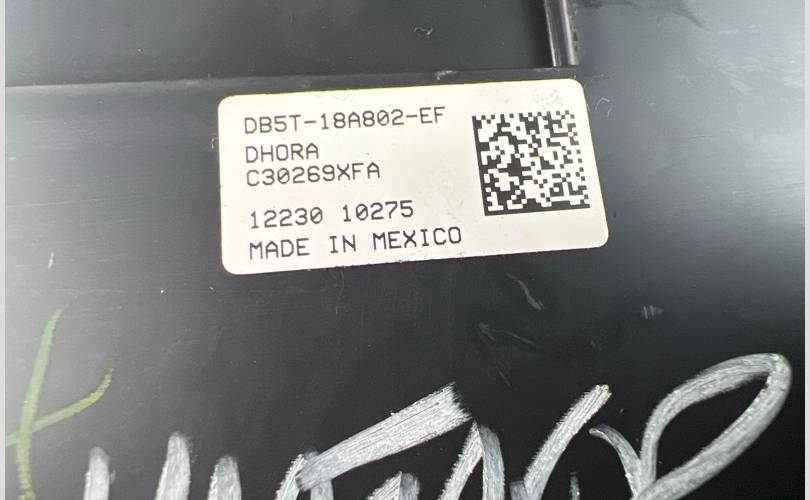 DB5T-18A802-EF
DHORA
C30269XFA
12230 10275
MADE IN MEXICO